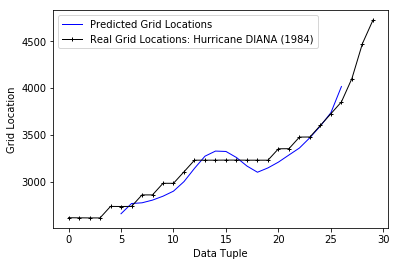 Predicted Grid Locations
Real Grid Locations: Hurricane DIANA (1984)
4500
4000
3500
3000
Grid Location
0 5 10 15 20 25 30
Data Tuple